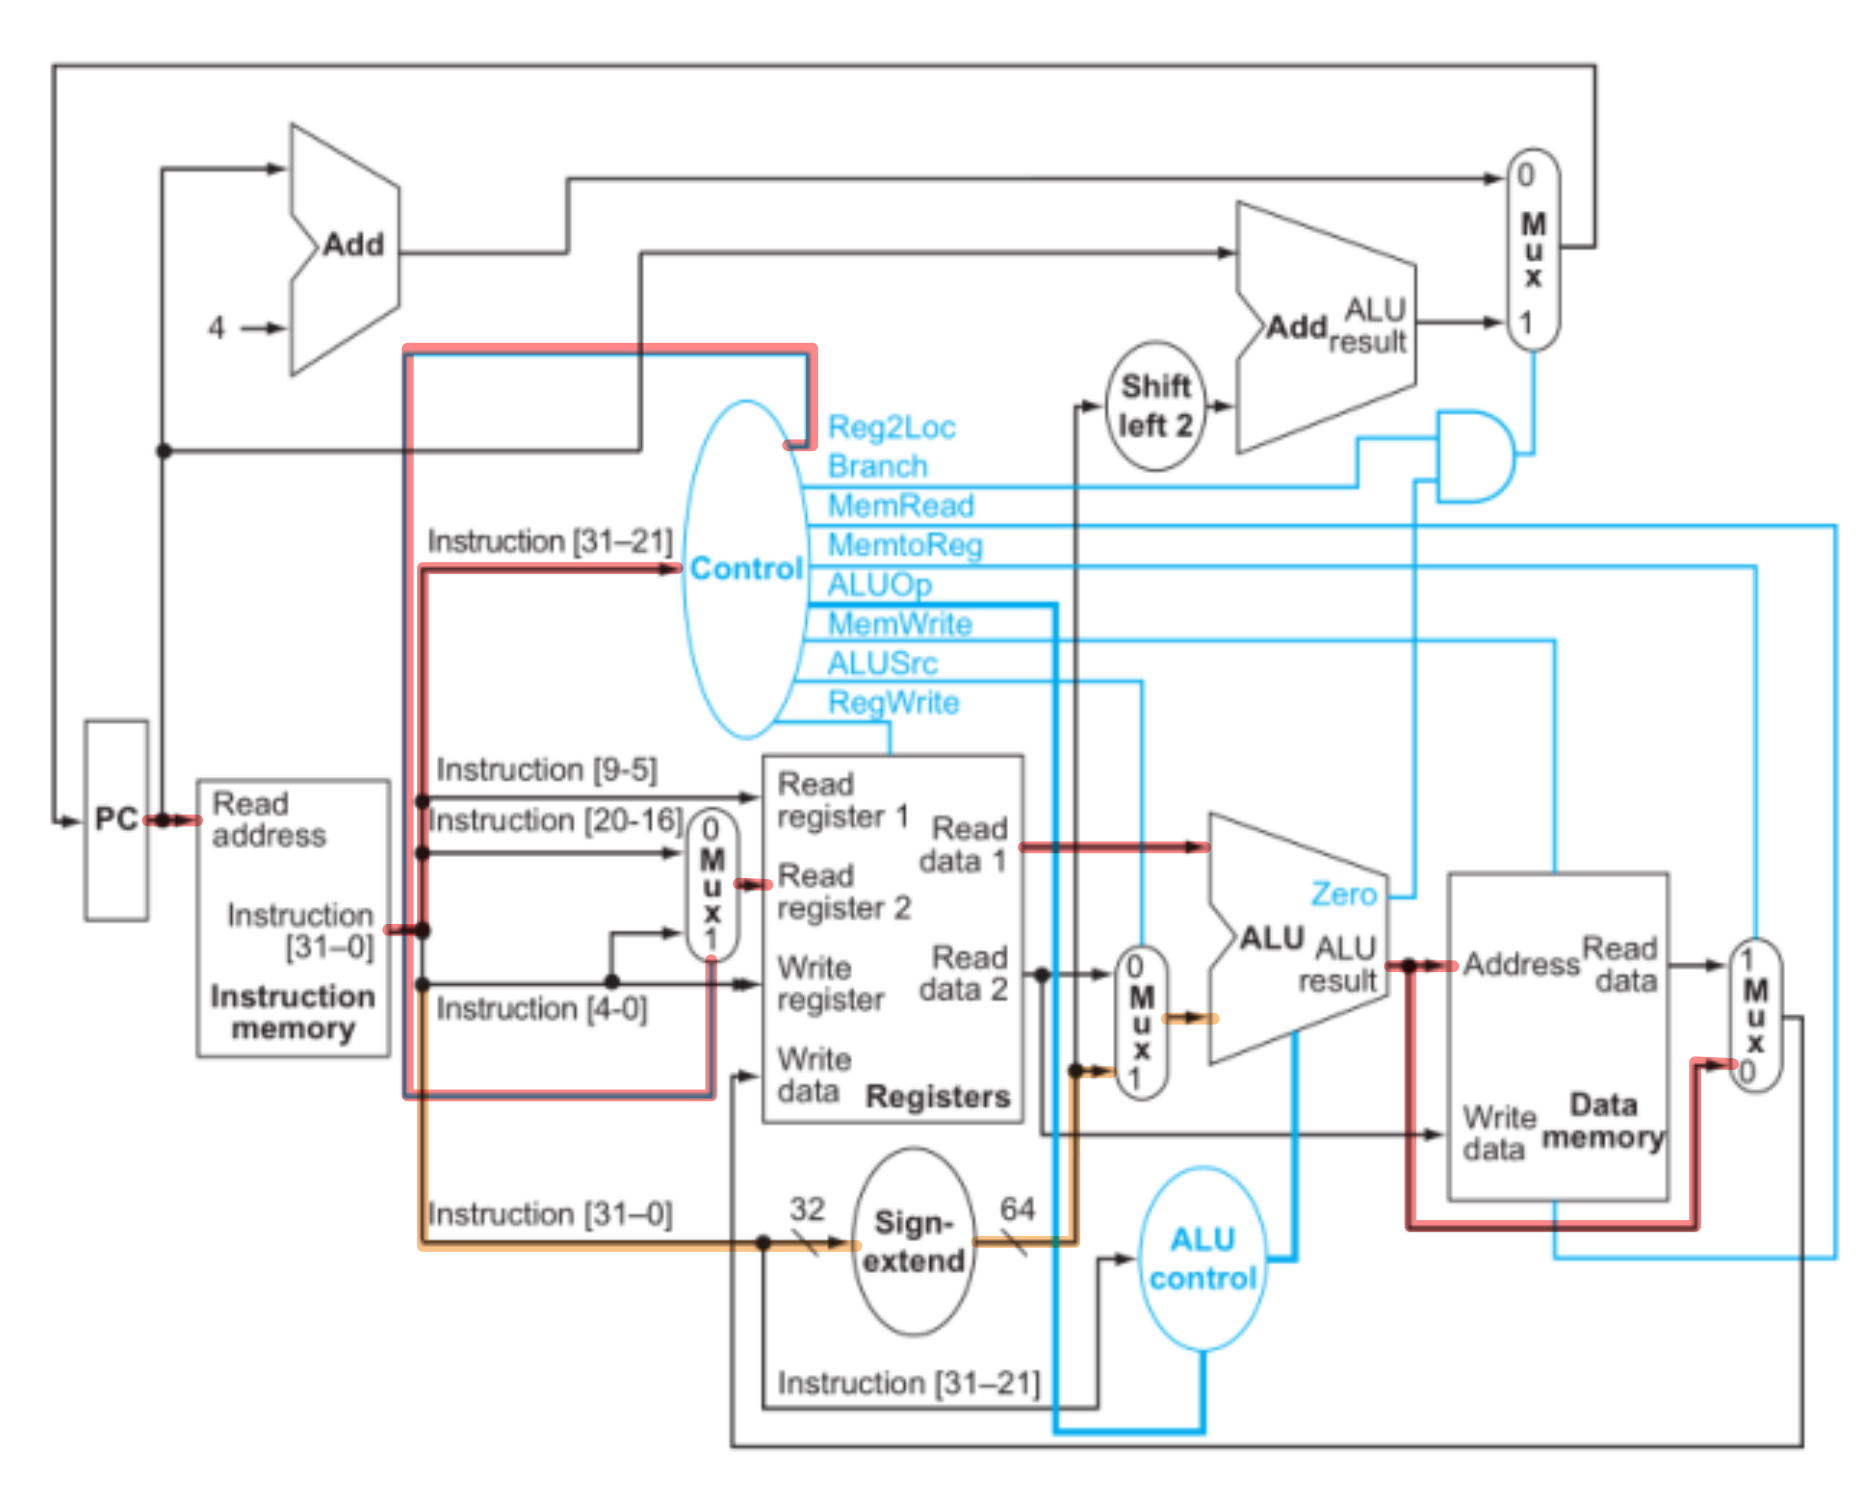 0
M
u
x
1
Add
4
Add
ALU
result
Shift
left 2
Reg2Loc
Branch
MemRead
MemtoReg
ALUOp
MemWrite
ALUSrc
RegWrite
Control
Instruction [31–21]
Instruction [9-5]
Instruction [20-16]
Instruction [4-0]
Instruction [31–0]
Instruction [31–21]
PC
Read
address
Instruction
[31–0]
Instruction
memory
0
M
u
x
1
Read
register 1
Read
register 2
Write
register
Write
data
Read
data 1
Read
data 2
Registers
0
M
u
x
1
Zero
ALU
ALU
result
Address
Read
data
Write
data
Data
memory
1
M
u
x
0
32
Sign-
extend
64
ALU
control